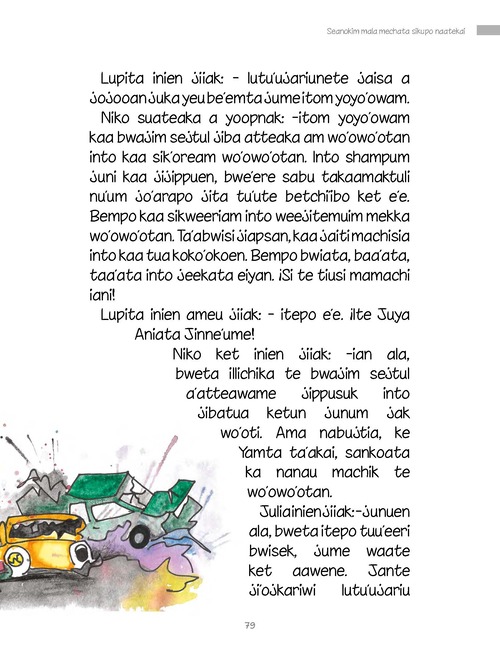 Seanokim mala mechata sikupo naatekai
Lupita inien jiiak: - lutu'ujariunete jaisa a
jojooan juka yeu be'emta jume itom yoyo'owam.
Niko suateaka a yoopnak: -itom yoyo'owam
kaa bwajim sejtul jiba atteaka am wo'owo'otan
into kaa sik'oream wo'owo'otan. Into shampum
juni kaa jijippuen, bwe'ere sabu takaamaktuli
nu'um jo'arapo jita tu'ute betchiibo ket e'e.
Bempo kaa sikweeriam into weejitemuim mekka
wo'owo'otan. Ta'abwisi jiapsan, kaa jaiti machisia
into kaa tua koko'okoen. Bempo bwiata, baa'ata,
taa'ata into jeekata eiyan. ¡Si te tiusi mamachi
iani!
Lupita inien ameu jiiak: - itepo e'e. ¡Ite Juya
Aniata Jinne'ume!
Niko ket inien jiiak: -ian ala,
bweta illichika te bwajim sejtul
a'atteawame jippusuk into
jibatua ketun junum jak
wo'oti. Ama nabujtia, ke
Yamta ta'akai, sankoata
ka nanau machik te
wo'owo'otan.
Juliainienjiiak:-junuen
ala, bweta itepo tuu'eeri
bwisek, jume waate
ket aawene. Jante
ji'ojkariwi lutu'ujariu
79